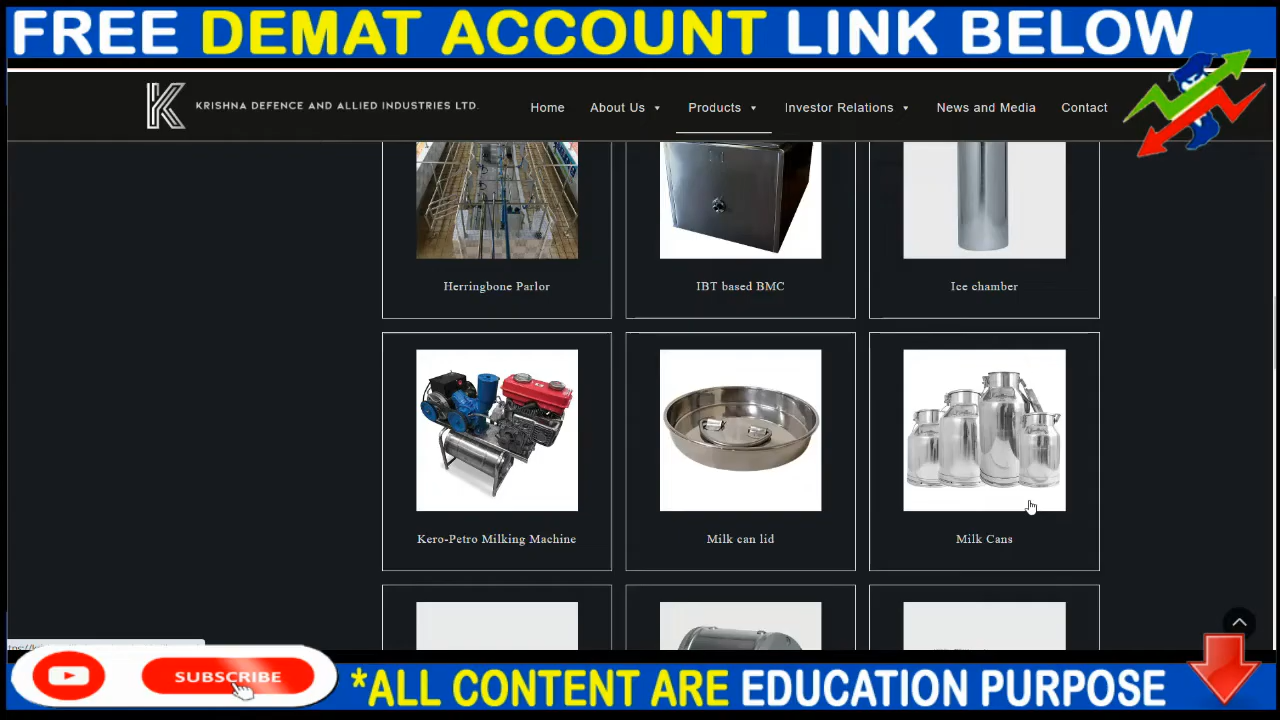 FREE DEMAT ACCOUNT LINK BELOW
K KRISHNA DEFENCE AND ALLIED INDUSTRIES LTD.
Home About Us Products Investor Relations News and Media Contact
Herringbone Parlor IBT based BMC Ice chamber
Kero-Petro Milking Machine Milk can lid Milk Cans
SUBSCRIBE
*ALL CONTENT ARE EDUCATION PURPOSE